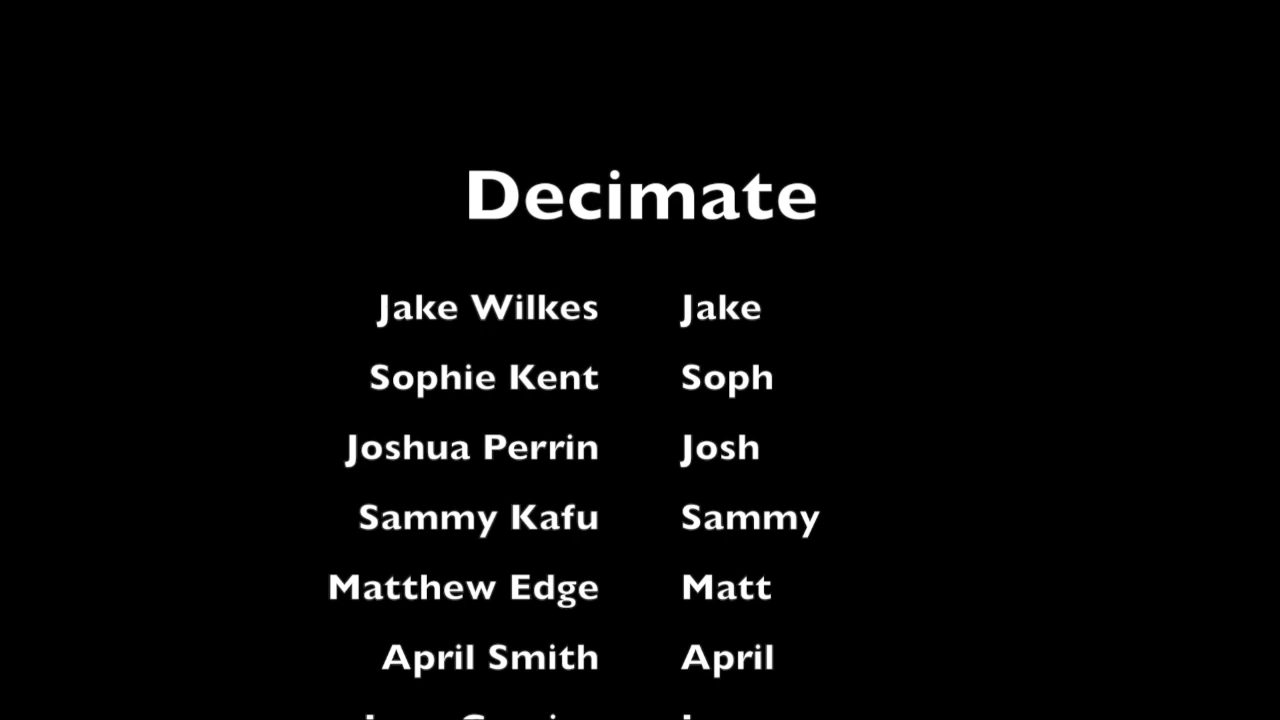 Decimate
Jake Wilkes Jake
Sophie Kent Soph
Joshua Perrin Josh
Sammy Kafu Sammy
Matthew Edge Matt
April Smith April